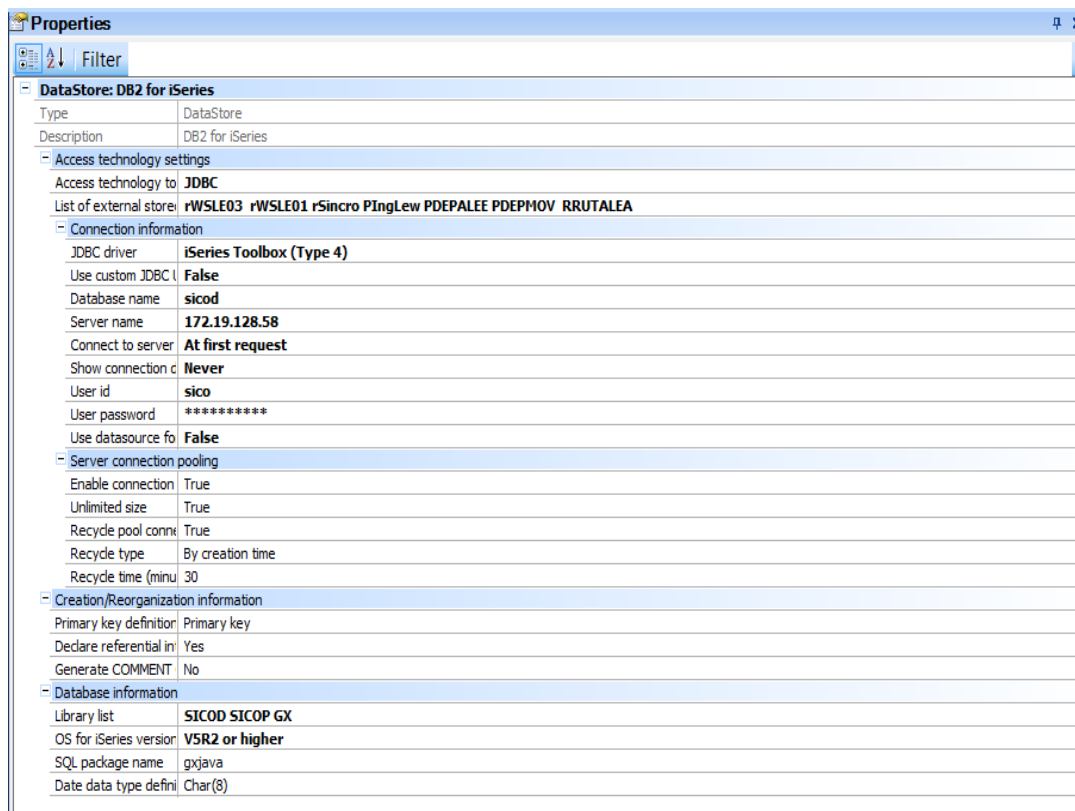 Properties
Filter
DataStore: DB2 for iSeries
Type DataStore
Description DB2 for iSeries
Access technology settings
Access technology to JDBC
List of external store rWSLE03 rWSLE01 rSincro PIngLew PDEPALEE PDEPMOV RRUTALEA
Connection information
JDBC driver iSeries Toolbox (Type 4)
Use custom JDBC False
Database name sicod
Server name 172.19.128.58
Connect to server At first request
Show connection d Never
User id sico
User password **********
Use datasource fo False
Server connection pooling
Enable connection True
Unlimited size True
Recycle pool conne True
Recycle type By creation time
Recycle time (minu 30
Creation/Reorganization information
Primary key definition Primary key
Declare referential in Yes
Generate COMMENT No
Database information
Library list SICOD SICOP GX
OS for iSeries version V5R2 or higher
SQL package name gxjava
Date data type defini Char(8)